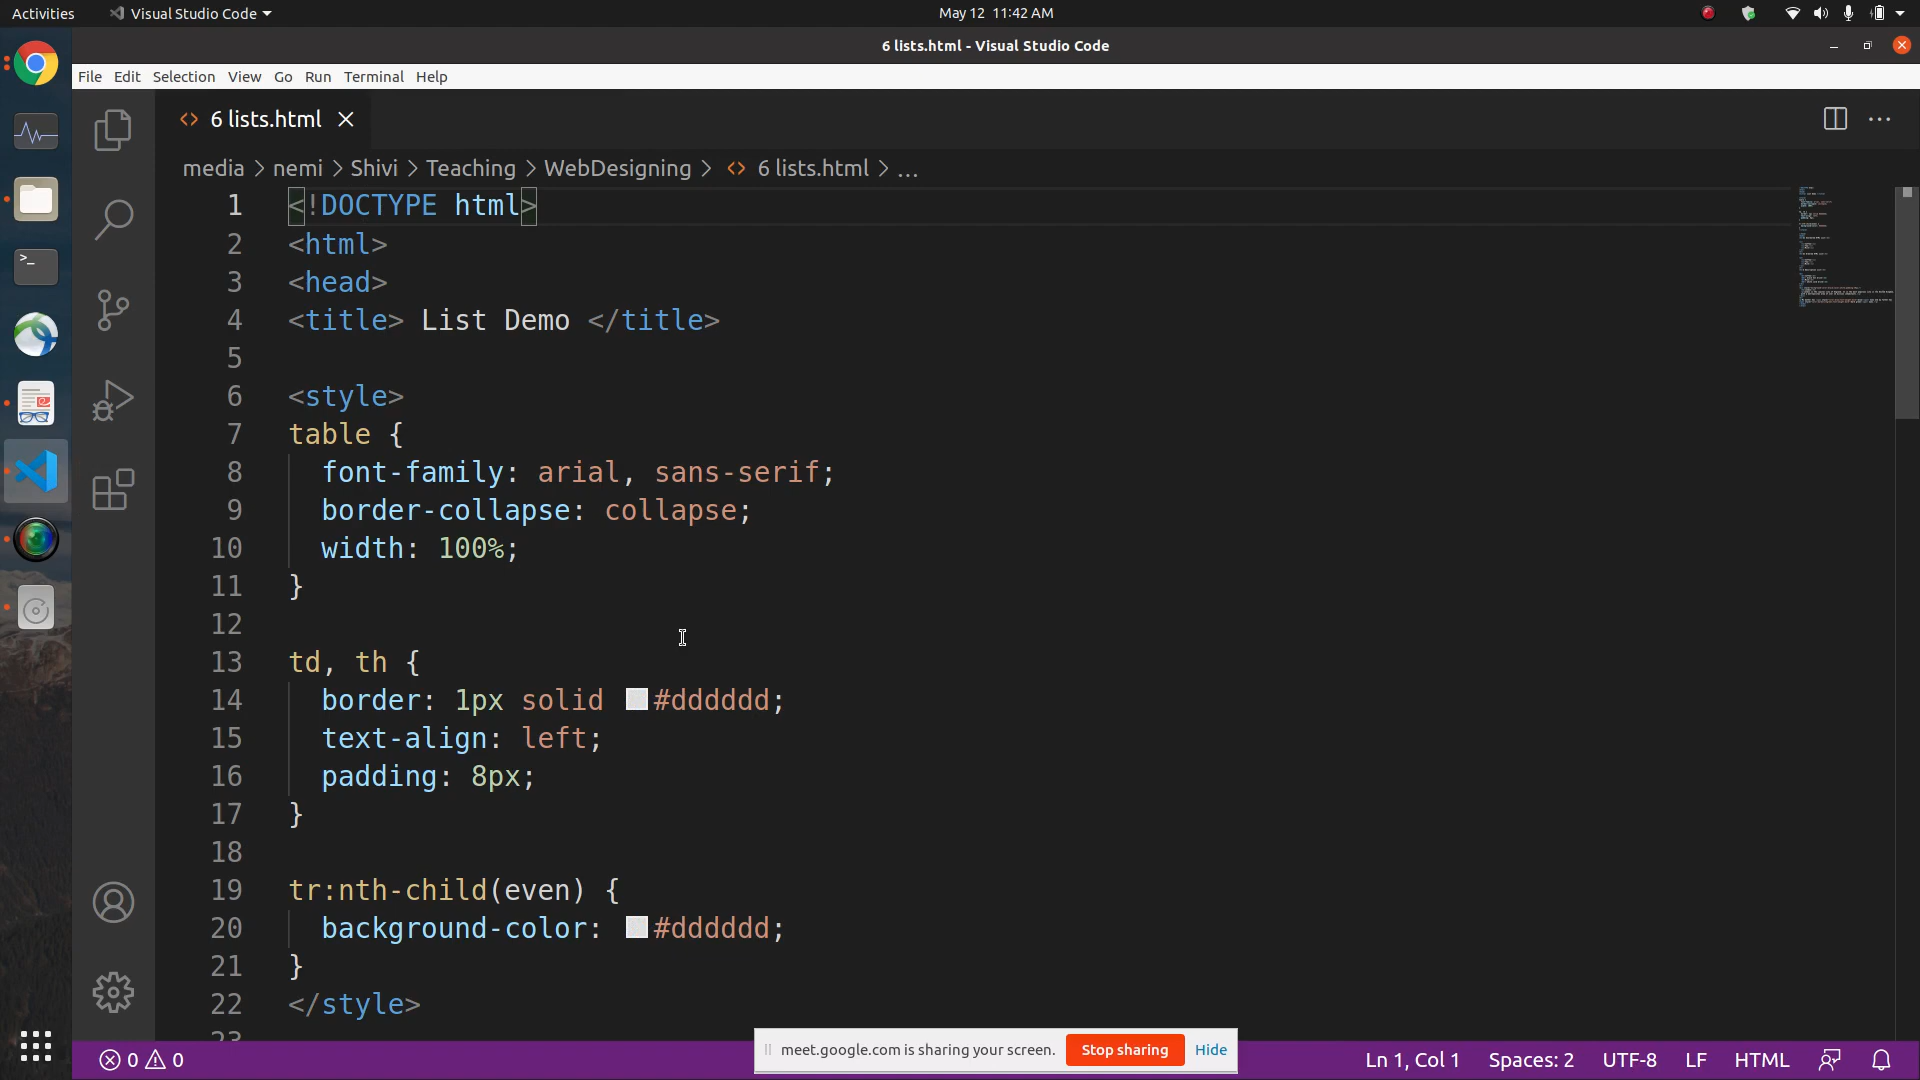 Activities Visual Studio Code May 12 11:42 AM
6 lists.html - Visual Studio Code
File Edit Selection View Go Run Terminal Help
<> 6 lists.html
media > nemi > Shivi > Teaching > WebDesigning > <> 6 lists.html > ...
1 <!DOCTYPE html>
2 <html>
3 <head>
4 <title> List Demo </title>
5
6 <style>
7 table {
8 font-family: arial, sans-serif;
9 border-collapse: collapse;
10 width: 100%;
11 }
12
13 td, th {
14 border: 1px solid #dddddd;
15 text-align: left;
16 padding: 8px;
17 }
18
19 tr:nth-child(even) {
20 background-color: #dddddd;
21 }
22 </style>
23
meet.google.com is sharing your screen. Stop sharing Hide
0 0 Ln 1, Col 1 Spaces: 2 UTF-8 LF HTML